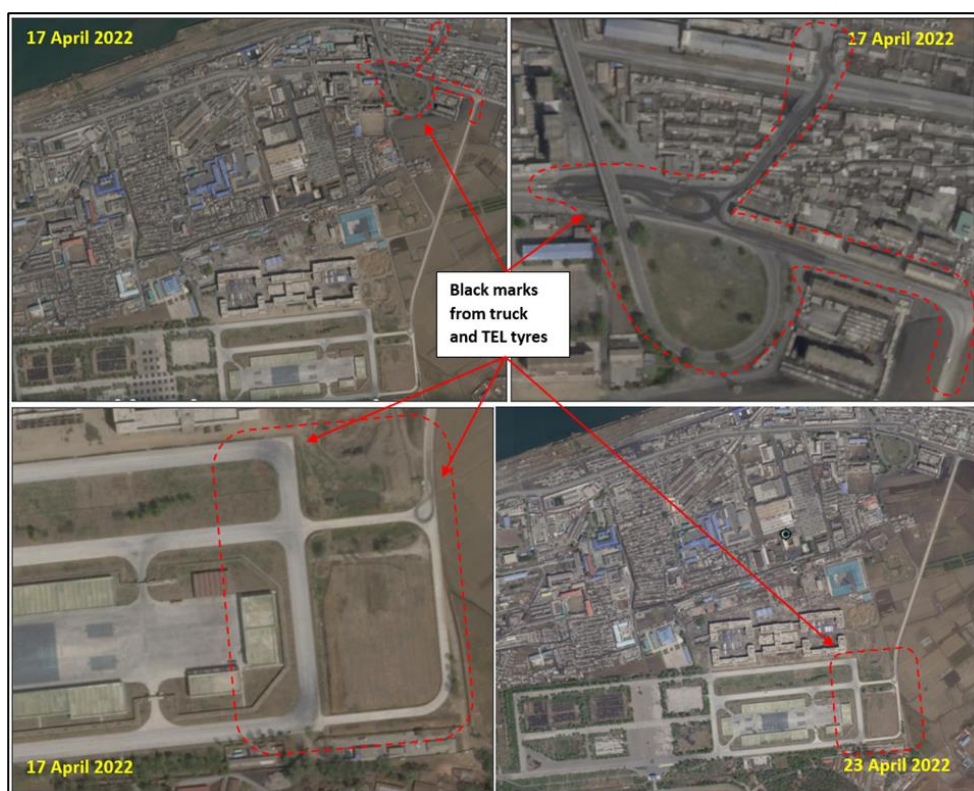 17 April 2022
17 April 2022
Black marks
from truck
and TEL tyres
17 April 2022
23 April 2022